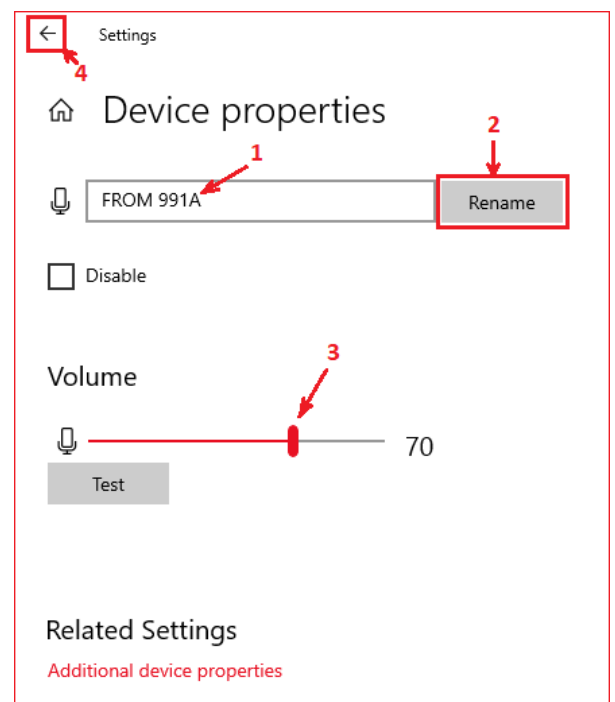 Settings
4
Device properties
1
2
FROM 991A
Rename
Disable
3
Volume
70
Test
Related Settings
Additional device properties